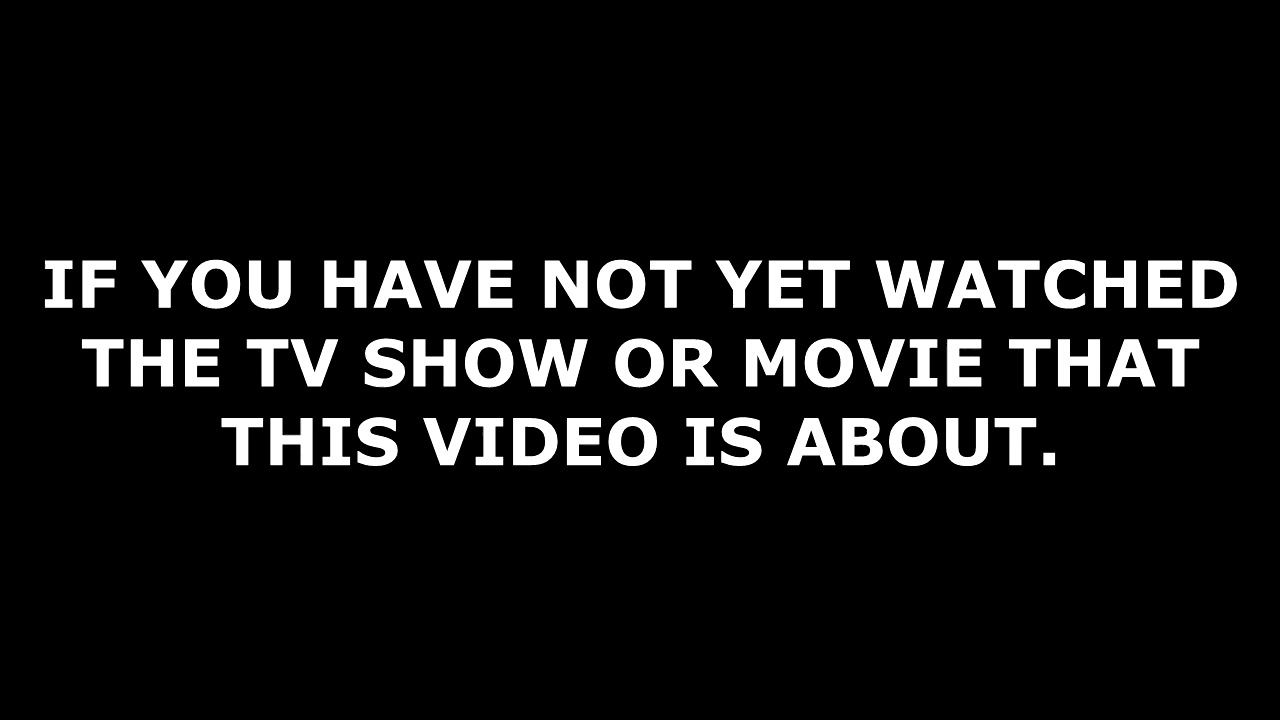 IF YOU HAVE NOT YET WATCHED
THE TV SHOW OR MOVIE THAT
THIS VIDEO IS ABOUT.